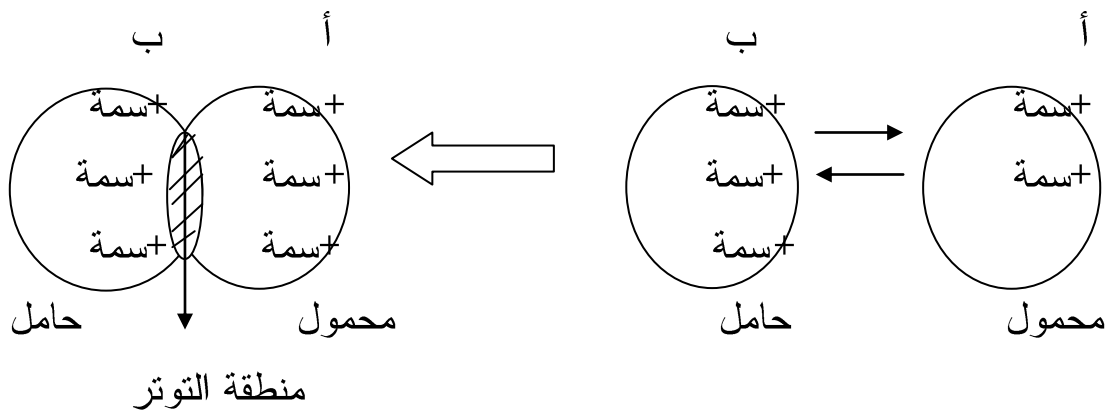 أ ب أ ب
+سمة +سمة +سمة +سمة
+سمة +سمة +سمة +سمة
+سمة +سمة +سمة
محمول حامل محمول حامل
منطقة التوتر